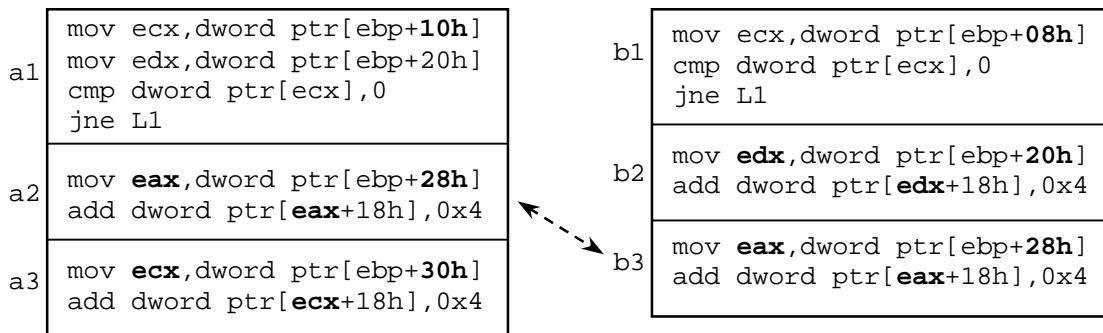 a1
mov ecx,dword ptr[ebp+10h]
mov edx,dword ptr[ebp+20h]
cmp dword ptr[ecx],0
jne L1
a2
mov eax,dword ptr[ebp+28h]
add dword ptr[eax+18h],0x4
a3
mov ecx,dword ptr[ebp+30h]
add dword ptr[ecx+18h],0x4
b1
mov ecx,dword ptr[ebp+08h]
cmp dword ptr[ecx],0
jne L1
b2
mov edx,dword ptr[ebp+20h]
add dword ptr[edx+18h],0x4
b3
mov eax,dword ptr[ebp+28h]
add dword ptr[eax+18h],0x4